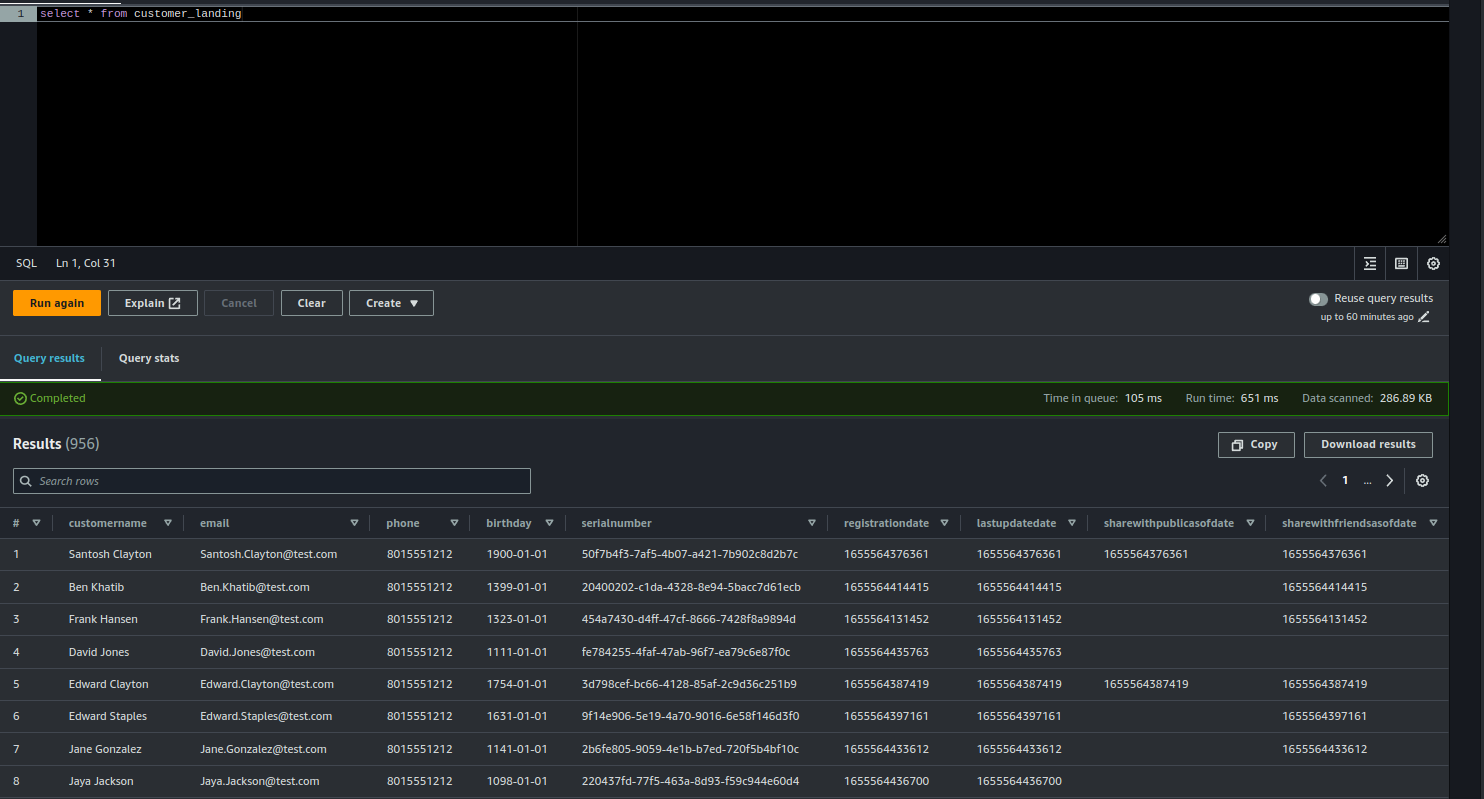 1 select * from customer_landing
SQL Ln 1, Col 31
Run again Explain Cancel Clear Create Reuse query results
up to 60 minutes ago
Query results Query stats
Completed Time in queue: 105 ms Run time: 651 ms Data scanned: 286.89 KB
Results (956) Copy Download results
Search rows 1 ...
# customername email phone birthday serialnumber registrationdate lastupdatedate sharewithpublicasofdate sharewithfriendsasofdate
1 Santosh Clayton Santosh.Clayton@test.com 8015551212 1900-01-01 50f7b4f3-7af5-4b07-a421-7b902c8d2b7c 1655564376361 1655564376361 1655564376361 1655564376361
2 Ben Khatib Ben.Khatib@test.com 8015551212 1399-01-01 20400202-c1da-4328-8e94-5bacc7d61ecb 1655564414415 1655564414415 1655564414415
3 Frank Hansen Frank.Hansen@test.com 8015551212 1323-01-01 454a7430-d4ff-47cf-8666-7428f8a9894d 1655564131452 1655564131452 1655564131452
4 David Jones David.Jones@test.com 8015551212 1111-01-01 fe784255-4faf-47ab-96f7-ea79c6e87f0c 1655564435763 1655564435763
5 Edward Clayton Edward.Clayton@test.com 8015551212 1754-01-01 3d798cef-bc66-4128-85af-2c9d36c251b9 1655564387419 1655564387419 1655564387419 1655564387419
6 Edward Staples Edward.Staples@test.com 8015551212 1631-01-01 9f14e906-5e19-4a70-9016-6e58f146d3f0 1655564397161 1655564397161 1655564397161
7 Jane Gonzalez Jane.Gonzalez@test.com 8015551212 1141-01-01 2b6fe805-9059-4e1b-b7ed-720f5b4bf10c 1655564433612 1655564433612 1655564433612
8 Jaya Jackson Jaya.Jackson@test.com 8015551212 1098-01-01 220437fd-77f5-463a-8d93-f59c944e60d4 1655564436700 1655564436700